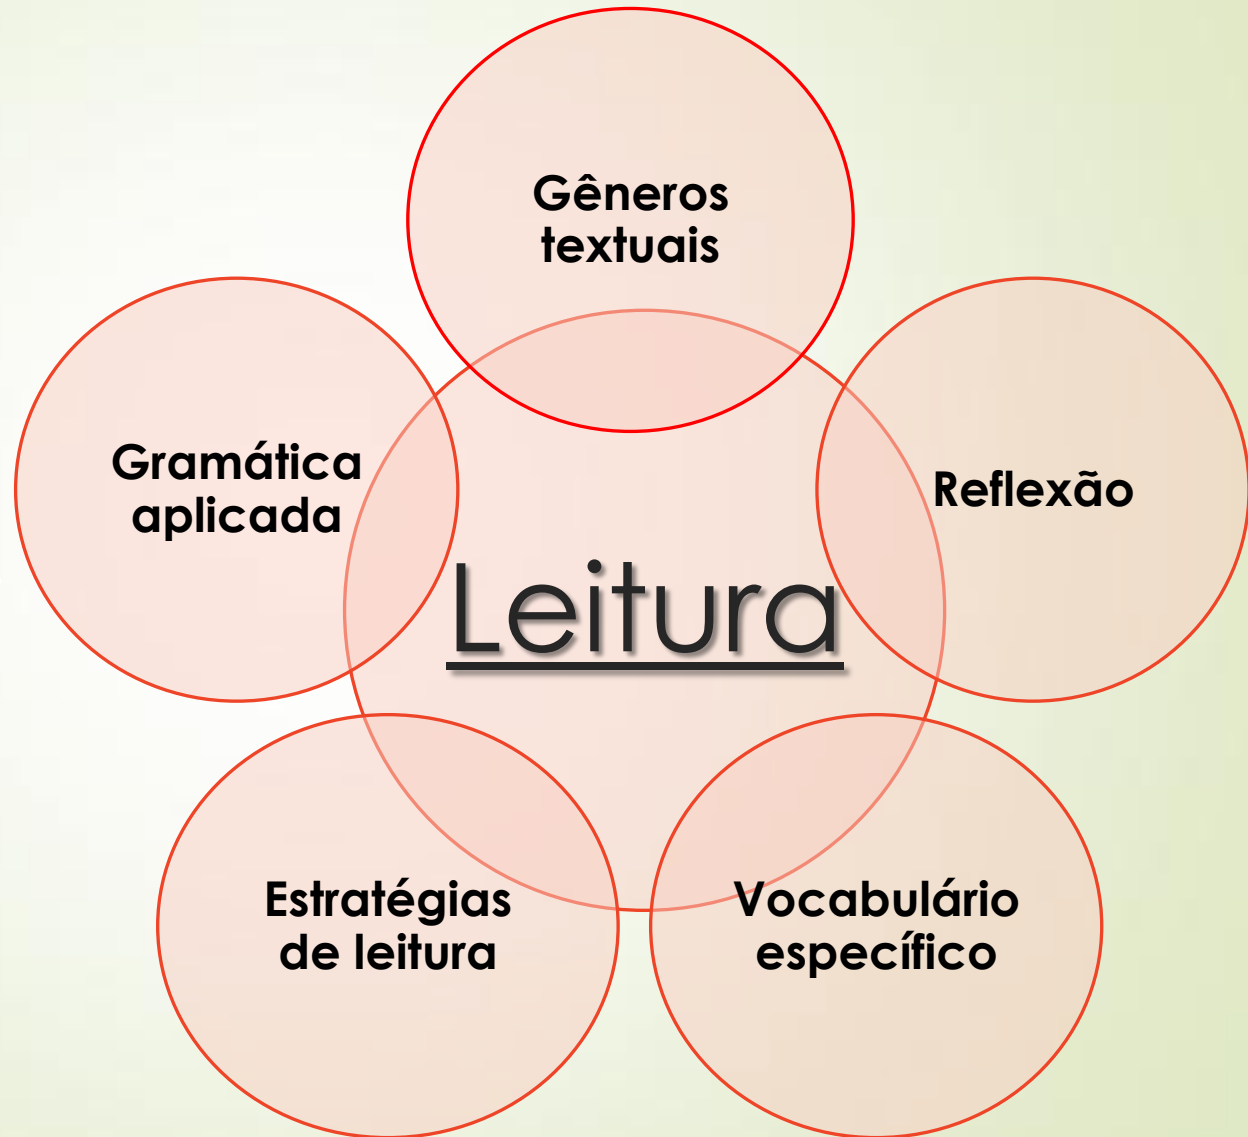 Gêneros
textuais
Gramática
aplicada
Reflexão
Leitura
Estratégias
de leitura
Vocabulário
específico